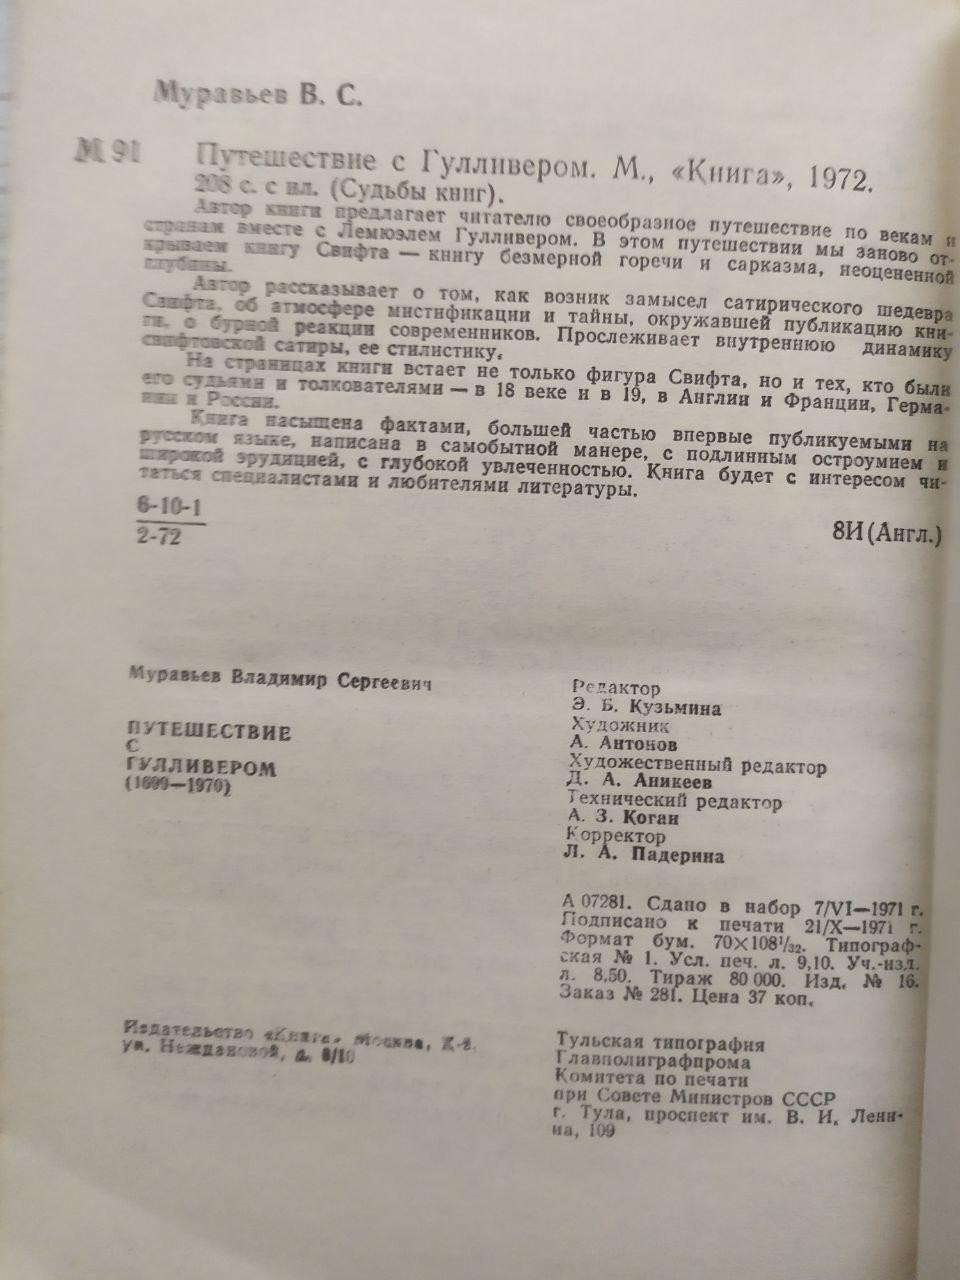 Муравьев В. С.
М 91 Путешествие с Гулливером. М., «Книга», 1972.
208 с. с ил. (Судьбы книг).
Автор книги предлагает читателю своеобразное путешествие по векам и
странам вместе с Лемюэлем Гулливером. В этом путешествии мы заново от-
крываем книгу Свифта — книгу безмерной горечи и сарказма, неоцененной
глубины.
Автор рассказывает о том, как возник замысел сатирического шедевра
Свифта, об атмосфере мистификации и тайны, окружавшей публикацию кни-
ги, о бурной реакции современников. Прослеживает внутреннюю динамику
свифтовской сатиры, ее стилистику.
На страницах книги встает не только фигура Свифта, но и тех, кто были
его судьями и толкователями — в 18 веке и в 19, в Англии и Франции, Герма-
нии и России.
Книга насыщена фактами, большей частью впервые публикуемыми на
русском языке, написана в самобытной манере, с подлинным остроумием и
широкой эрудицией, с глубокой увлеченностью. Книга будет с интересом чи-
таться специалистами и любителями литературы.
6-10-1
2-72
8И(Англ.)
Муравьев Владимир Сергеевич
ПУТЕШЕСТВИЕ
С
ГУЛЛИВЕРОМ
(1699—1970)
Редактор
Э. Б. Кузьмина
Художник
А. Антонов
Художественный редактор
Д. А. Аникеев
Технический редактор
А. З. Коган
Корректор
Л. А. Падерина
А 07281. Сдано в набор 7/VI—1971 г.
Подписано к печати 21/X—1971 г.
Формат бум. 70×108¹/₃₂. Типограф-
ская № 1. Усл. печ. л. 9,10. Уч.-изд.
л. 8,50. Тираж 80 000. Изд. № 16.
Заказ № 281. Цена 37 коп.
Издательство «Книга» Москва, К-9,
ул. Неждановой, д. 8/10
Тульская типография
Главполиграфпрома
Комитета по печати
при Совете Министров СССР
г. Тула, проспект им. В. И. Лени-
на, 109